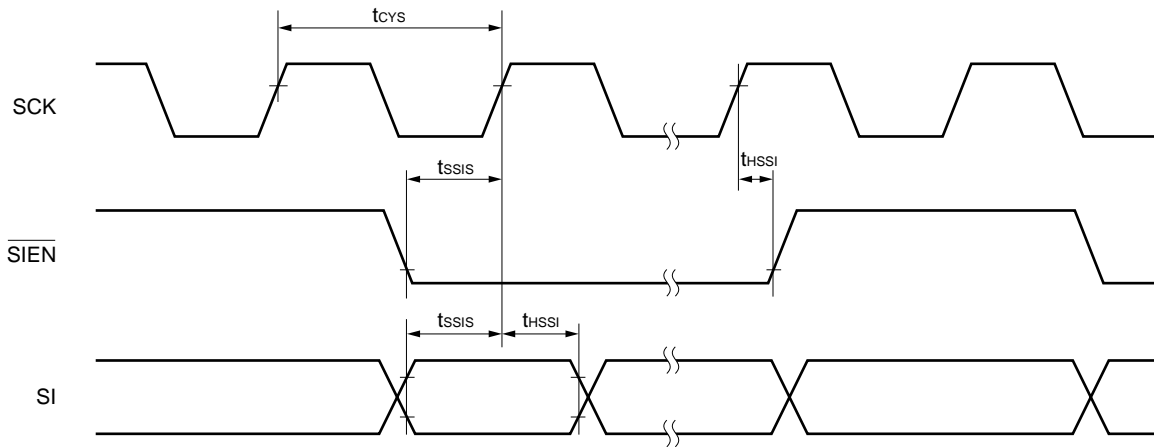 tCYS
SCK
tSSIS
tHSSI
SIEN
tSSIS
tHSSI
SI